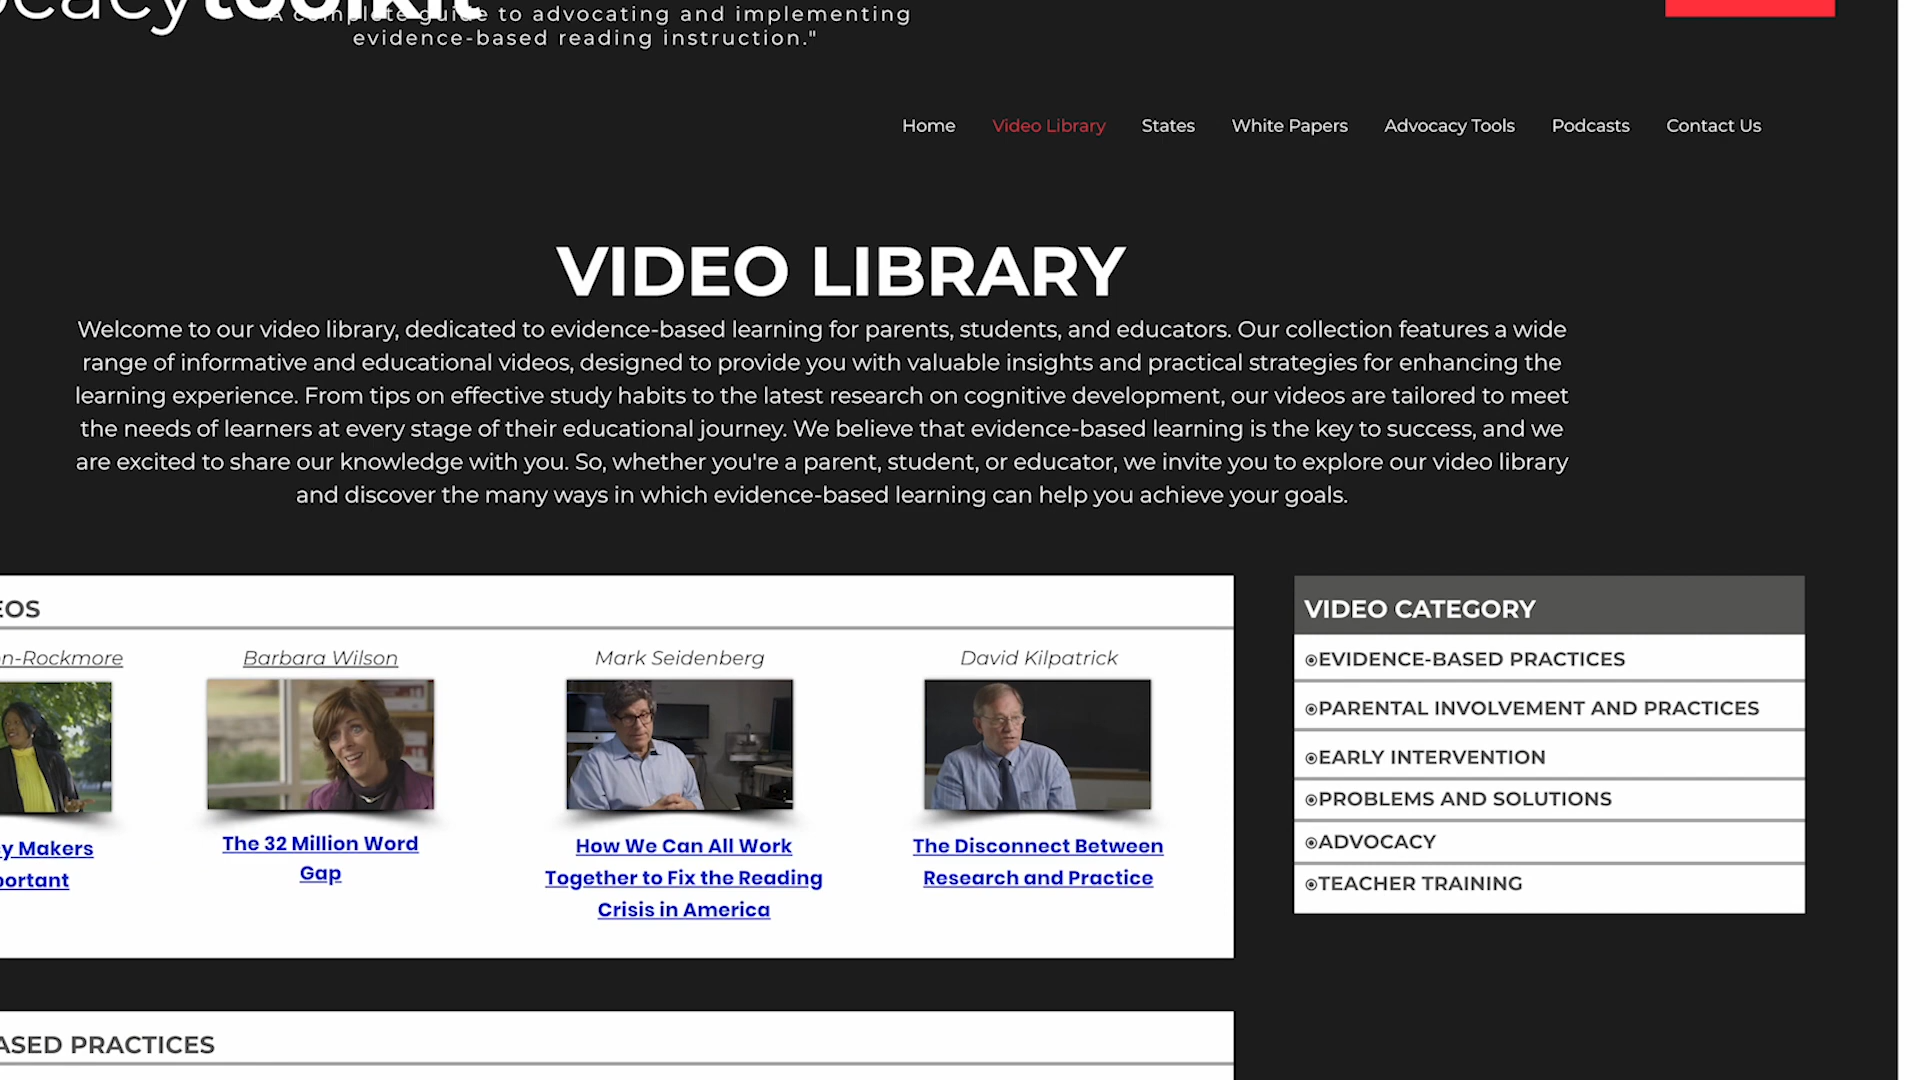 toolkit
A complete guide to advocating and implementing
evidence-based reading instruction."
Home Video Library States White Papers Advocacy Tools Podcasts Contact Us
VIDEO LIBRARY
Welcome to our video library, dedicated to evidence-based learning for parents, students, and educators. Our collection features a wide
range of informative and educational videos, designed to provide you with valuable insights and practical strategies for enhancing the
learning experience. From tips on effective study habits to the latest research on cognitive development, our videos are tailored to meet
the needs of learners at every stage of their educational journey. We believe that evidence-based learning is the key to success, and we
are excited to share our knowledge with you. So, whether you're a parent, student, or educator, we invite you to explore our video library
and discover the many ways in which evidence-based learning can help you achieve your goals.
EOS
n-Rockmore
y Makers
portant
Barbara Wilson
The 32 Million Word
Gap
Mark Seidenberg
How We Can All Work
Together to Fix the Reading
Crisis in America
David Kilpatrick
The Disconnect Between
Research and Practice
VIDEO CATEGORY
EVIDENCE-BASED PRACTICES
PARENTAL INVOLVEMENT AND PRACTICES
EARLY INTERVENTION
PROBLEMS AND SOLUTIONS
ADVOCACY
TEACHER TRAINING
ASED PRACTICES